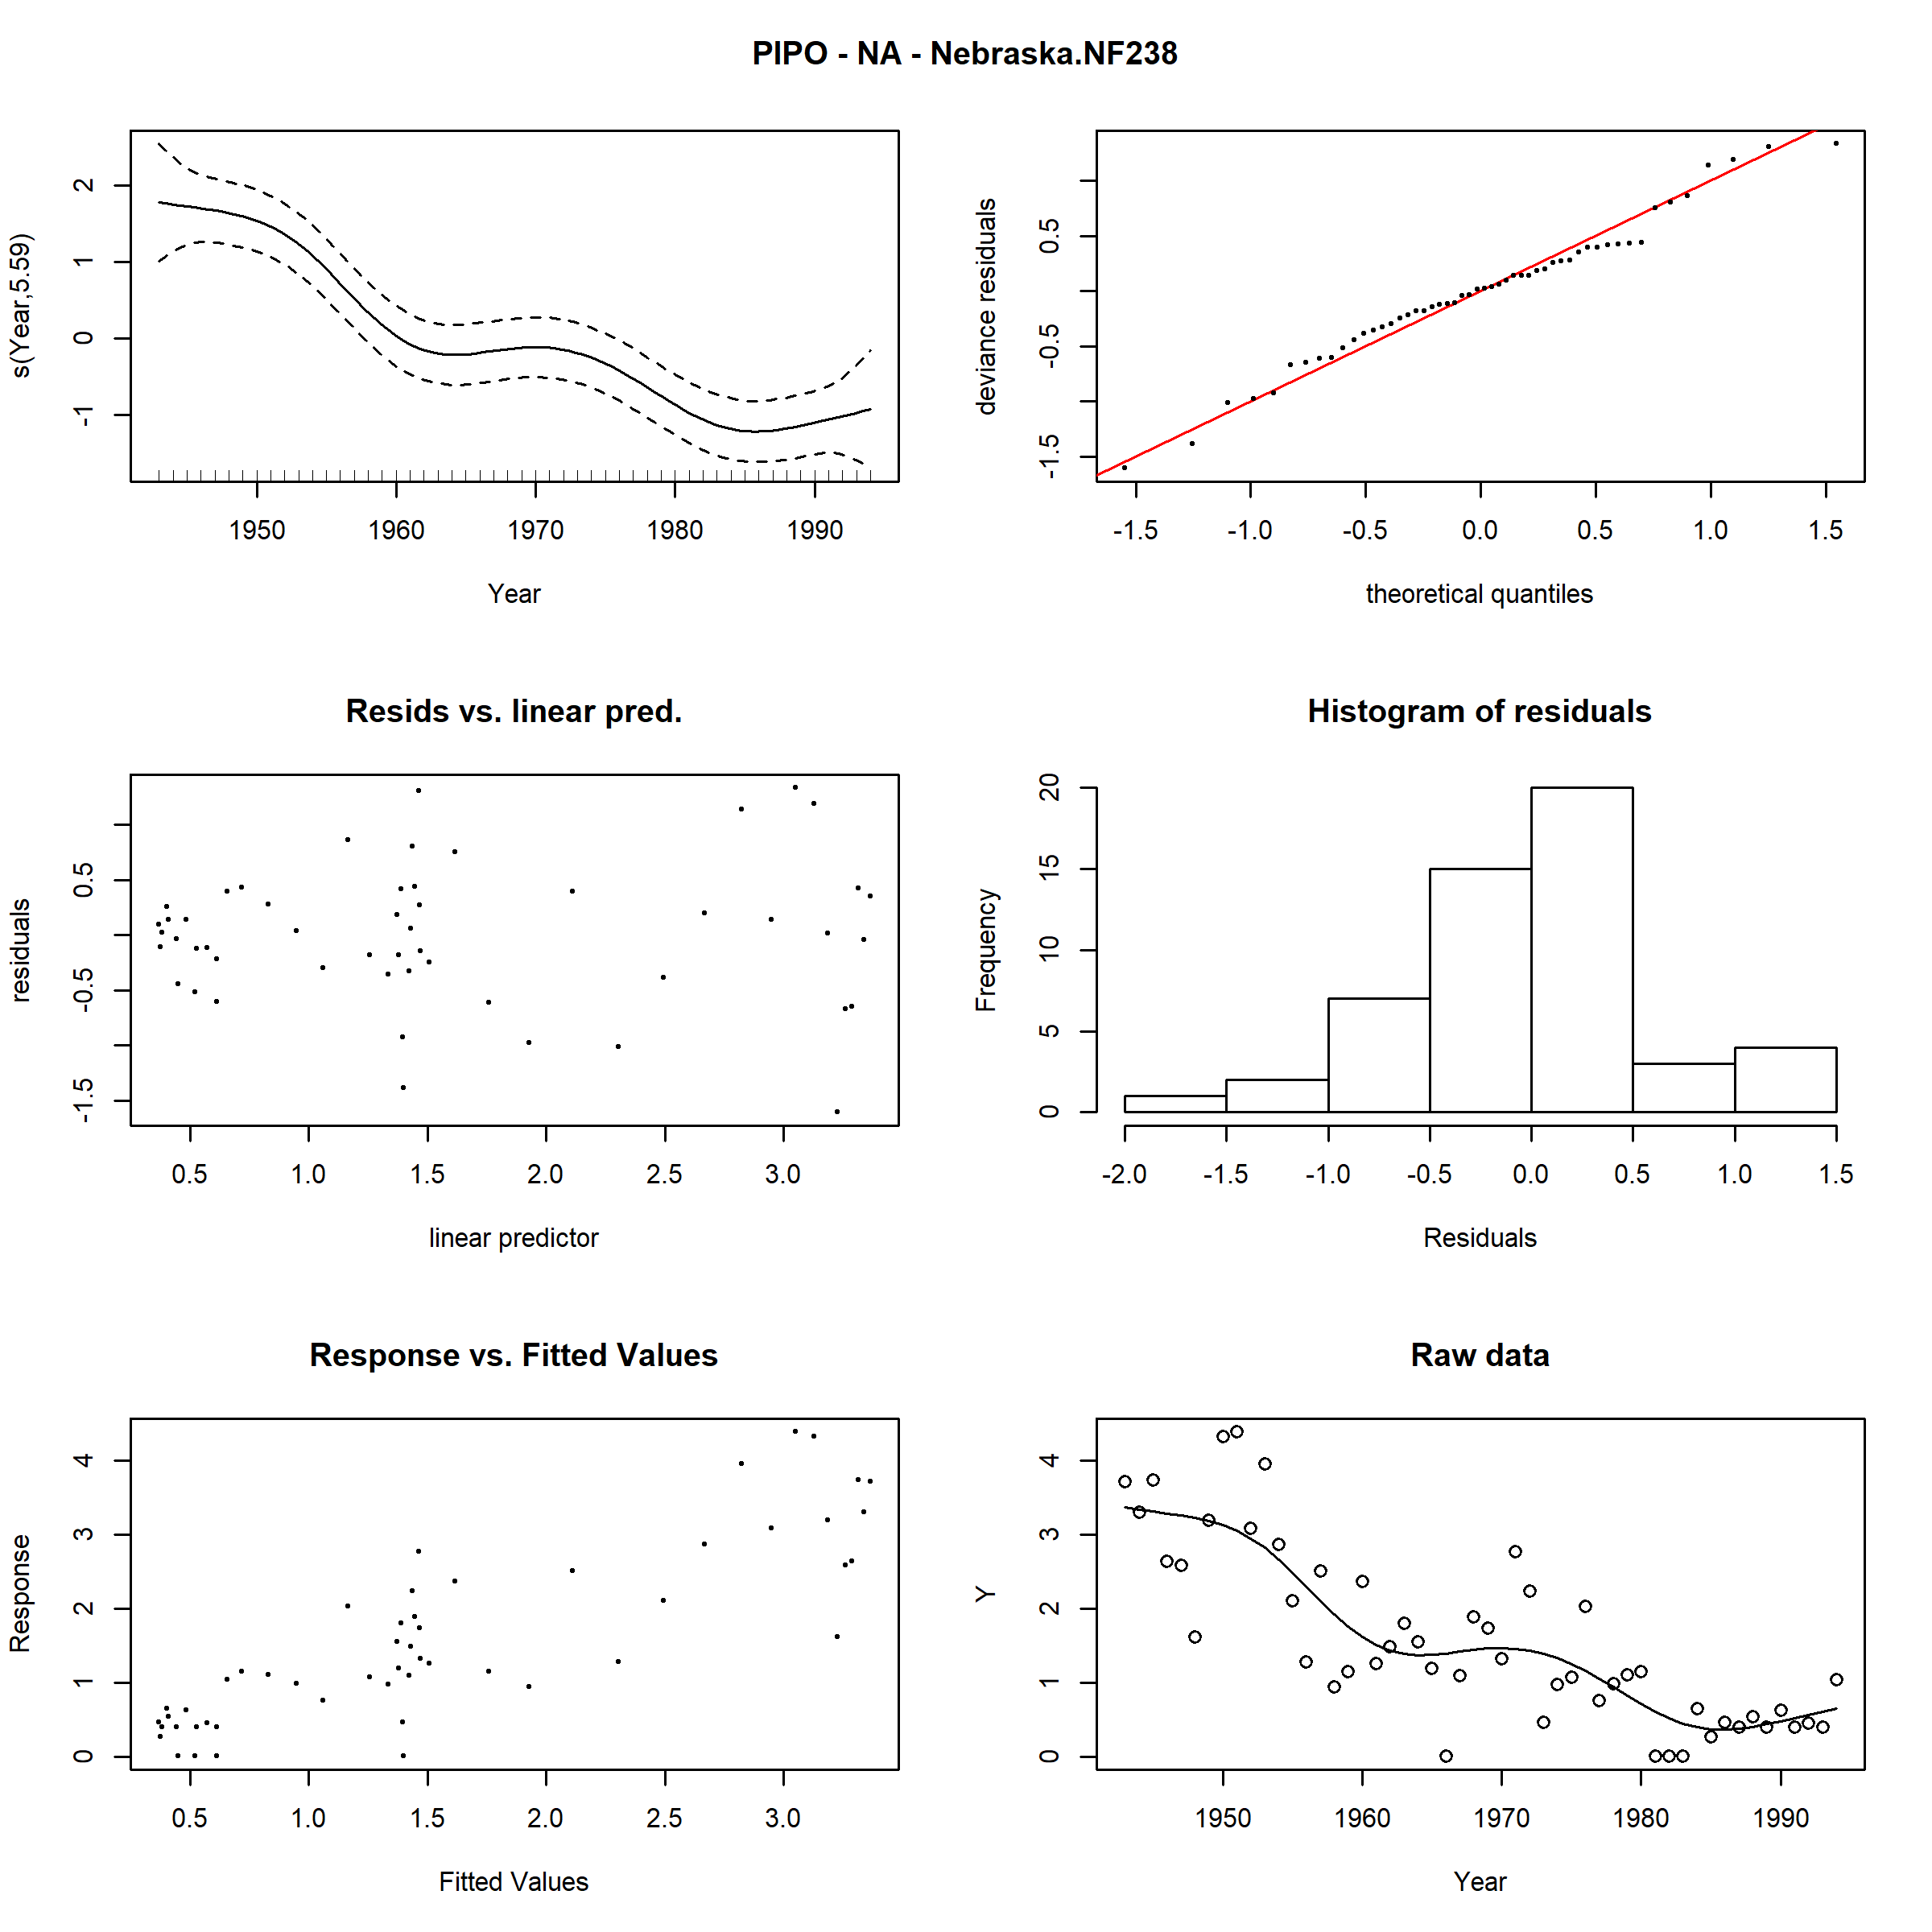 PIPO - NA - Nebraska.NF238
s(Year,5.59)
2
1
0
-1
1950 1960 1970 1980 1990
Year
deviance residuals
0.5
-0.5
-1.5
-1.5 -1.0 -0.5 0.0 0.5 1.0 1.5
theoretical quantiles
Resids vs. linear pred.
residuals
0.5
-0.5
-1.5
0.5 1.0 1.5 2.0 2.5 3.0
linear predictor
Histogram of residuals
Frequency
20
15
10
5
0
-2.0 -1.5 -1.0 -0.5 0.0 0.5 1.0 1.5
Residuals
Response vs. Fitted Values
Response
4
3
2
1
0
0.5 1.0 1.5 2.0 2.5 3.0
Fitted Values
Raw data
Y
4
3
2
1
0
1950 1960 1970 1980 1990
Year